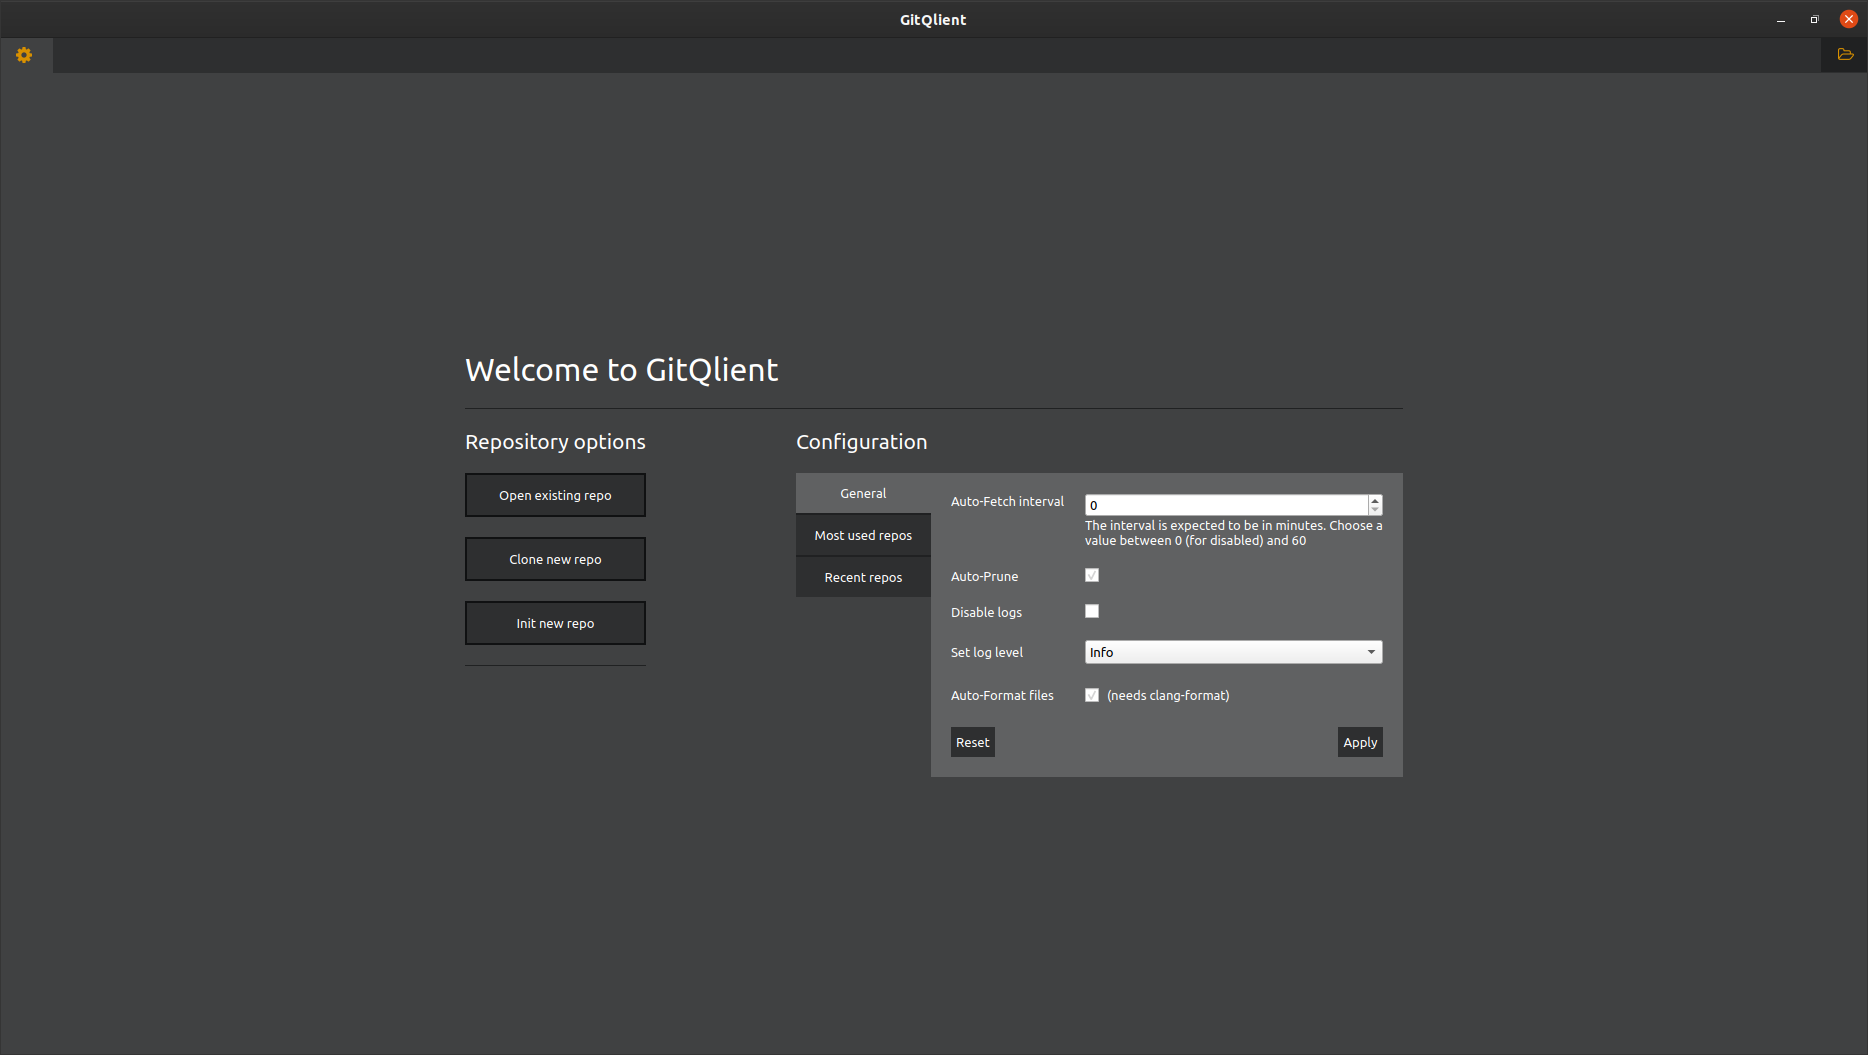 GitQlient
Welcome to GitQlient
Repository options
Open existing repo
Clone new repo
Init new repo
Configuration
General
Most used repos
Recent repos
Auto-Fetch interval
0
The interval is expected to be in minutes. Choose a
value between 0 (for disabled) and 60
Auto-Prune
Disable logs
Set log level
Info
Auto-Format files
(needs clang-format)
Reset
Apply